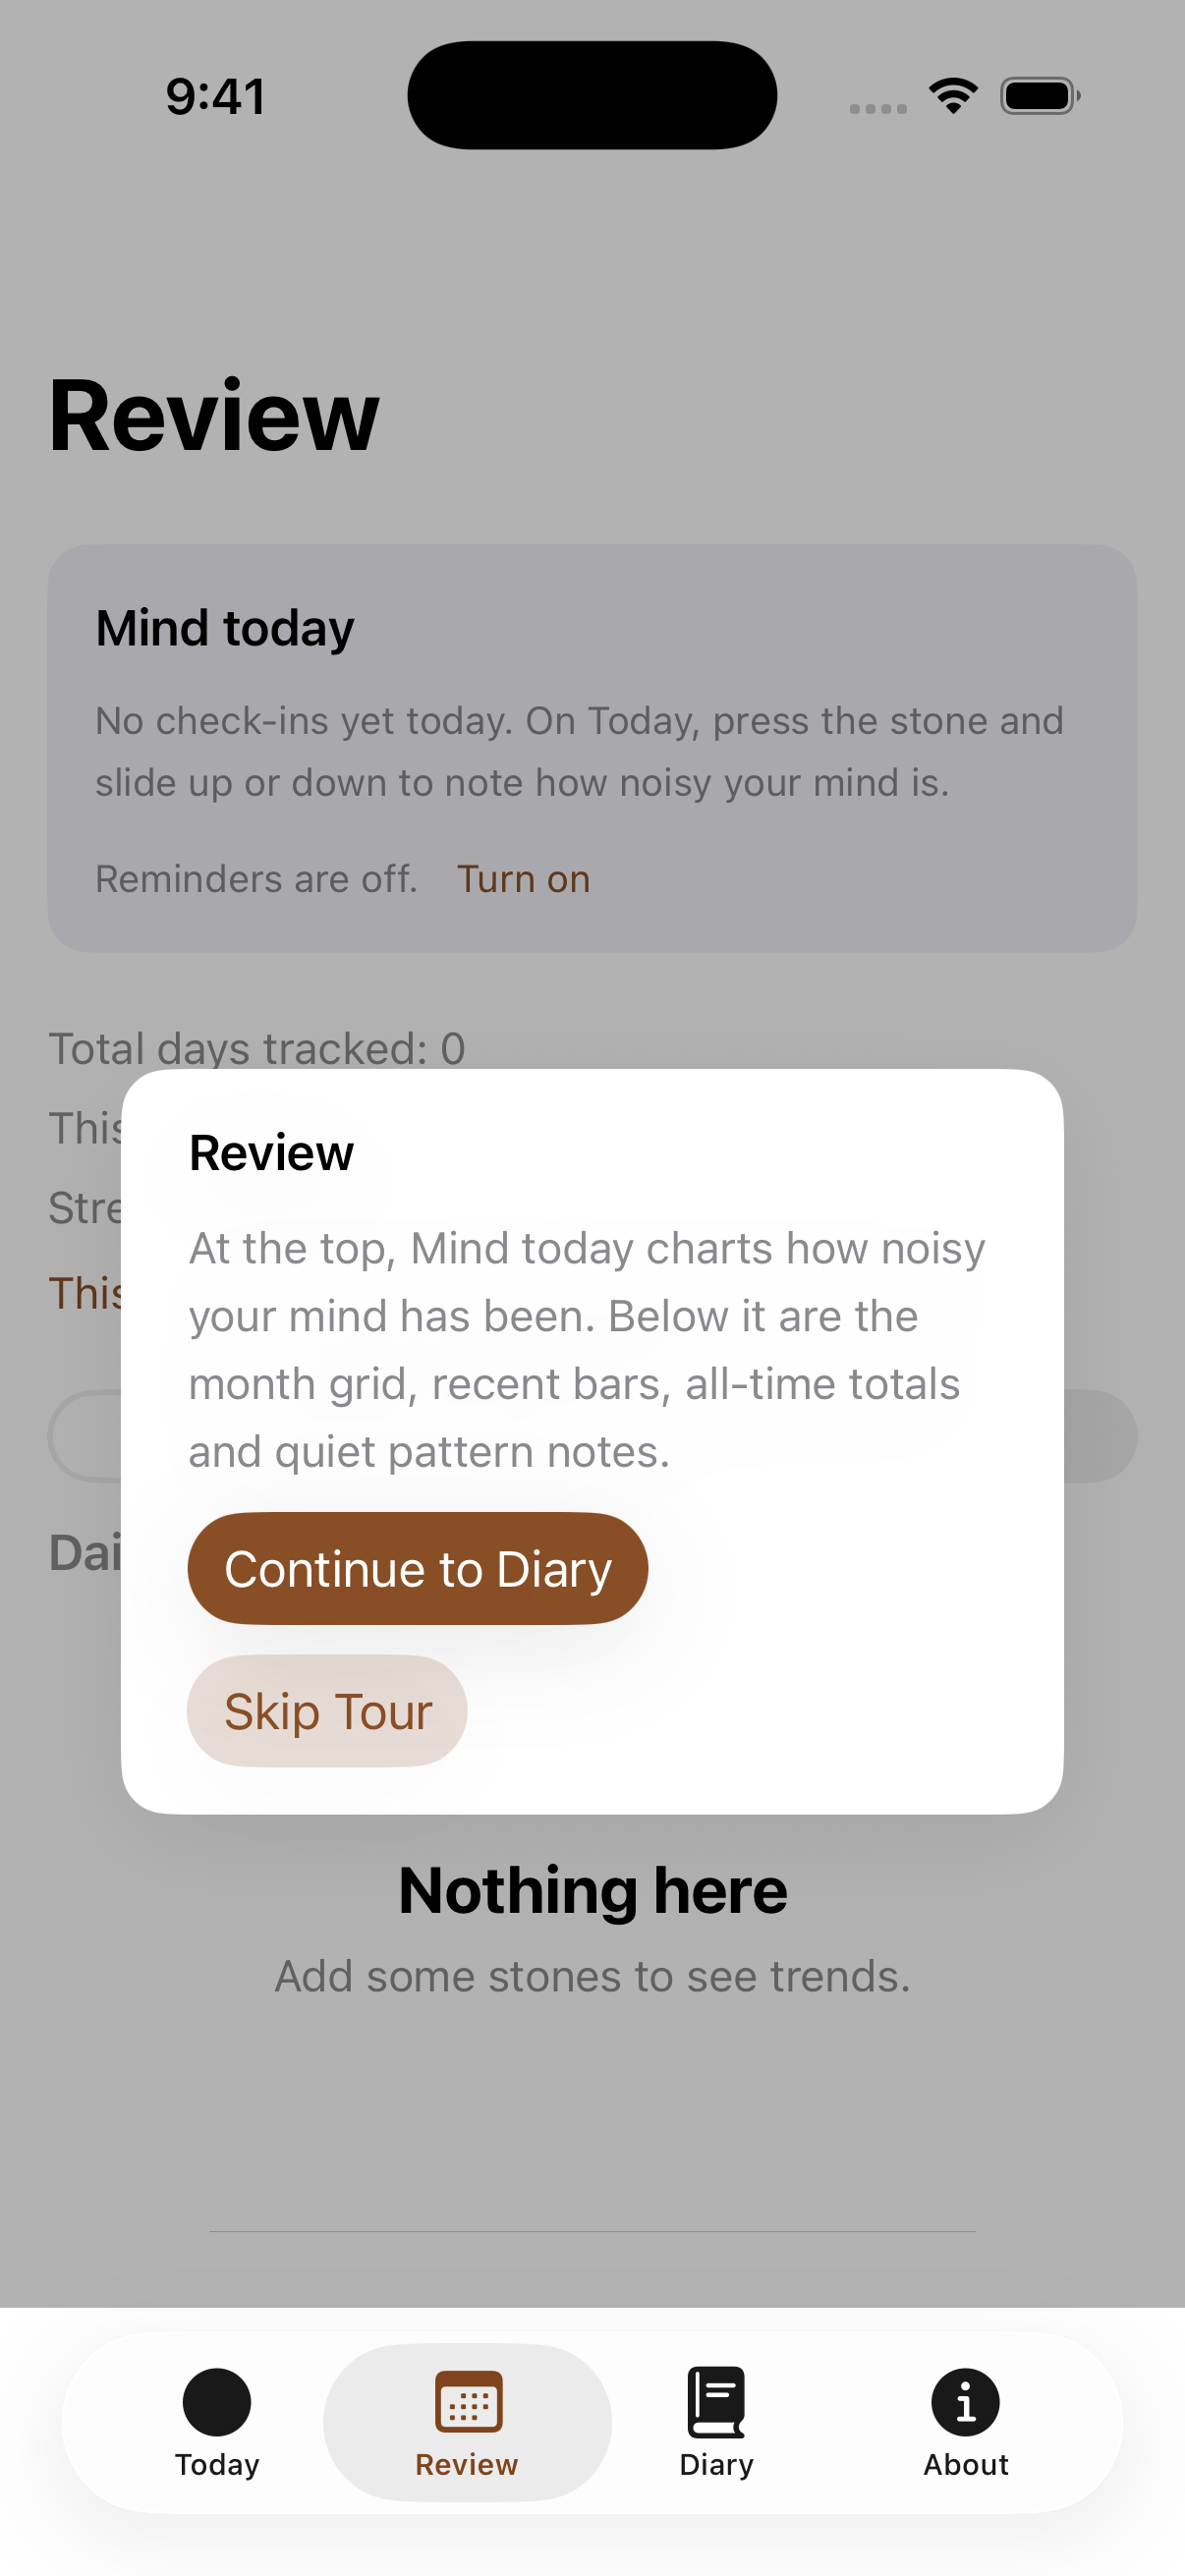 9:41
Review
Mind today
No check-ins yet today. On Today, press the stone and
slide up or down to note how noisy your mind is.
Reminders are off. Turn on
Total days tracked: 0
Review
At the top, Mind today charts how noisy
your mind has been. Below it are the
month grid, recent bars, all-time totals
and quiet pattern notes.
Continue to Diary
Skip Tour
Nothing here
Add some stones to see trends.
Today
Review
Diary
About